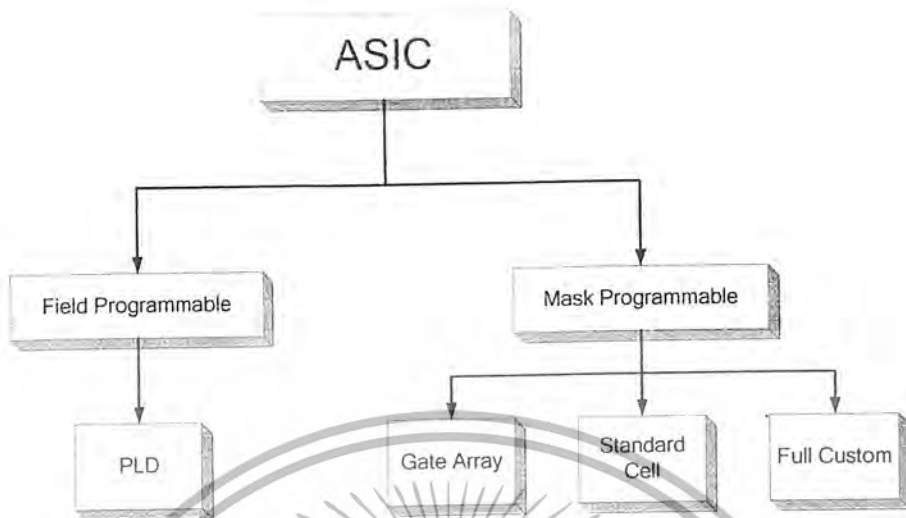 ASIC
Field Programmable
Mask Programmable
PLD
Gate Array
Standard
Cell
Full Custom